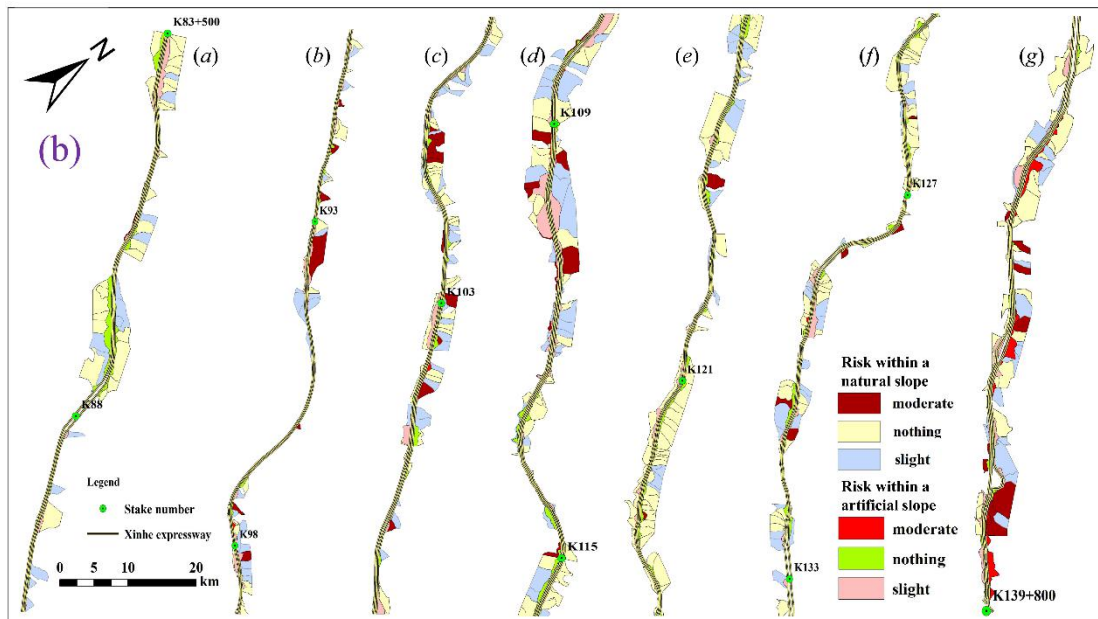 K83+500
N
(a)
(b)
(c)
(d)
(e)
(f)
(g)
(b)
K109
K127
K93
K103
K121
K88
K98
K115
K133
K139+800
Legend
Stake number
Xinhe expressway
0 5 10 20
km
Risk within a
natural slope
moderate
nothing
slight
Risk within a
artificial slope
moderate
nothing
slight